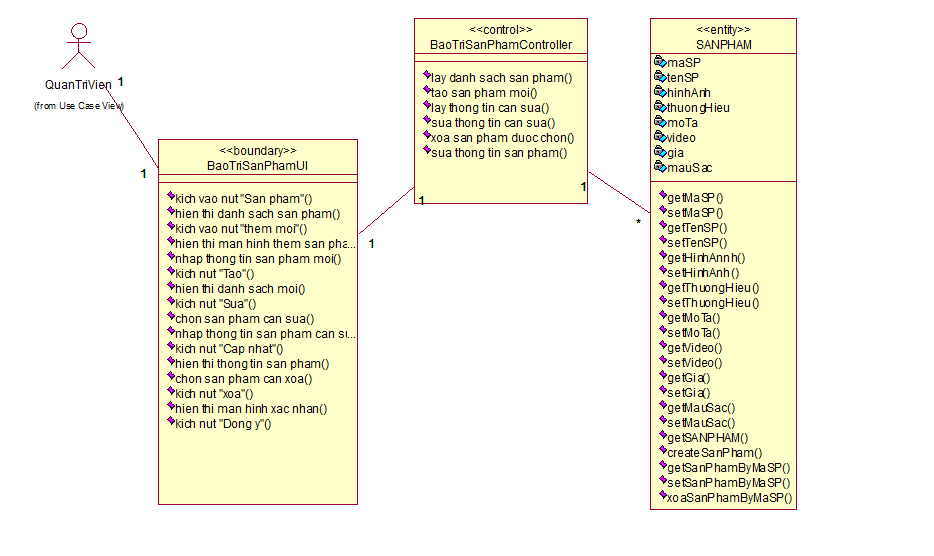 QuanTriVien
(from Use Case View)
1
1
<<boundary>>
BaoTriSanPhamUI
kich vao nut "San pham"()
hien thi danh sach san pham()
kich vao nut "them moi"()
hien thi man hinh them san pha...
nhap thong tin san pham moi()
kich nut "Tao"()
hien thi danh sach moi()
kich nut "Sua"()
chon san pham can sua()
nhap thong tin san pham can su...
kich nut "Cap nhat"()
hien thi thong tin san pham()
chon san pham can xoa()
kich nut "xoa"()
hien thi man hinh xac nhan()
kich nut "Dong y"()
1
1
<<control>>
BaoTriSanPhamController
lay danh sach san pham()
tao san pham moi()
lay thong tin can sua()
sua thong tin can sua()
xoa san pham duoc chon()
sua thong tin san pham()
1
*
<<entity>>
SANPHAM
maSP
tenSP
hinhAnh
thuongHieu
moTa
video
gia
mauSac
getMaSP()
setMaSP()
getTenSP()
setTenSP()
getHinhAnnh()
setHinhAnh()
getThuongHieu()
setThuongHieu()
getMoTa()
setMoTa()
getVideo()
setVideo()
getGia()
setGia()
getMauSac()
setMauSac()
getSANPHAM()
createSanPham()
getSanPhamByMaSP()
setSanPhamByMaSP()
xoaSanPhamByMaSP()